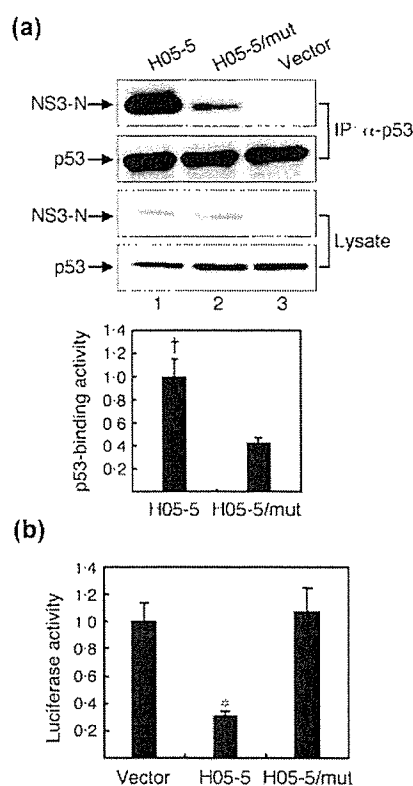 (a)
H05-5 H05-5/mut Vector
NS3-N
IP: α-p53
p53
NS3-N
Lysate
p53
1 2 3
p53-binding activity
1·4
1·2
1·0
0·8
0·6
0·4
0·2
†
H05-5 H05-5/mut
(b)
Luciferase activity
1·4
1·2
1·0
0·8
0·6
0·4
0·2
*
Vector H05-5 H05-5/mut